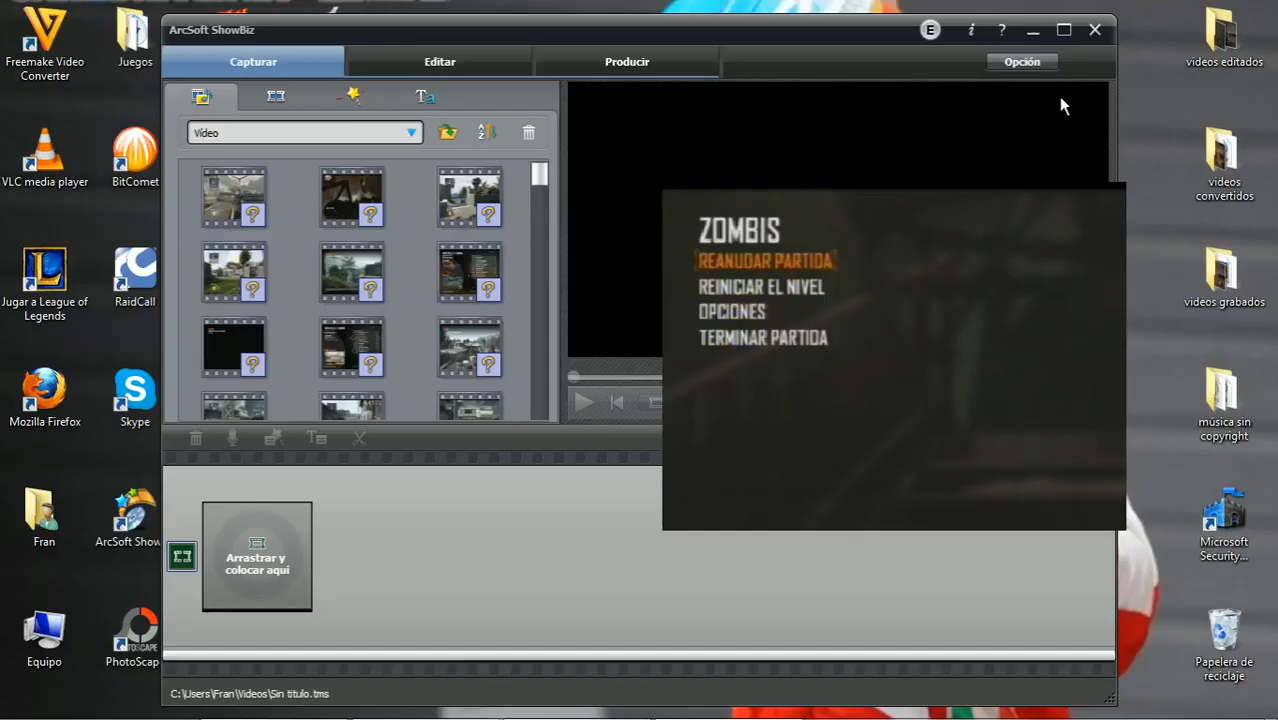 Freemake Video
Converter
VLC media player
Jugar a League of
Legends
Mozilla Firefox
Fran
Equipo
Juegos
BitComet
RaidCall
Skype
ArcSoft Show
PhotoScap
ArcSoft ShowBiz
E
i
?
Capturar
Editar
Producir
Opción
Ta
Vídeo
ZOMBIS
REANUDAR PARTIDA
REINICIAR EL NIVEL
OPCIONES
TERMINAR PARTIDA
Arrastrar y
colocar aquí
C:\Users\Fran\Videos\Sin titulo.tms
videos editados
videos
convertidos
videos grabados
música sin
copyright
Microsoft
Security...
Papelera de
reciclaje